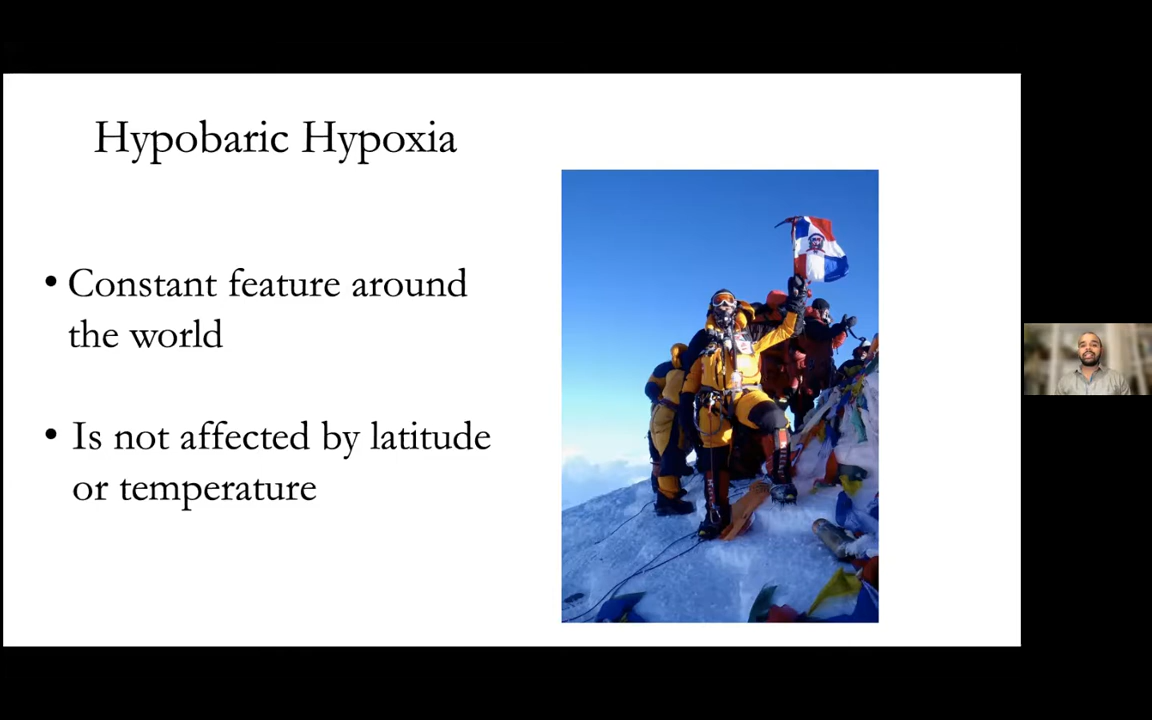 Hypobaric Hypoxia
• Constant feature around
the world
• Is not affected by latitude
or temperature